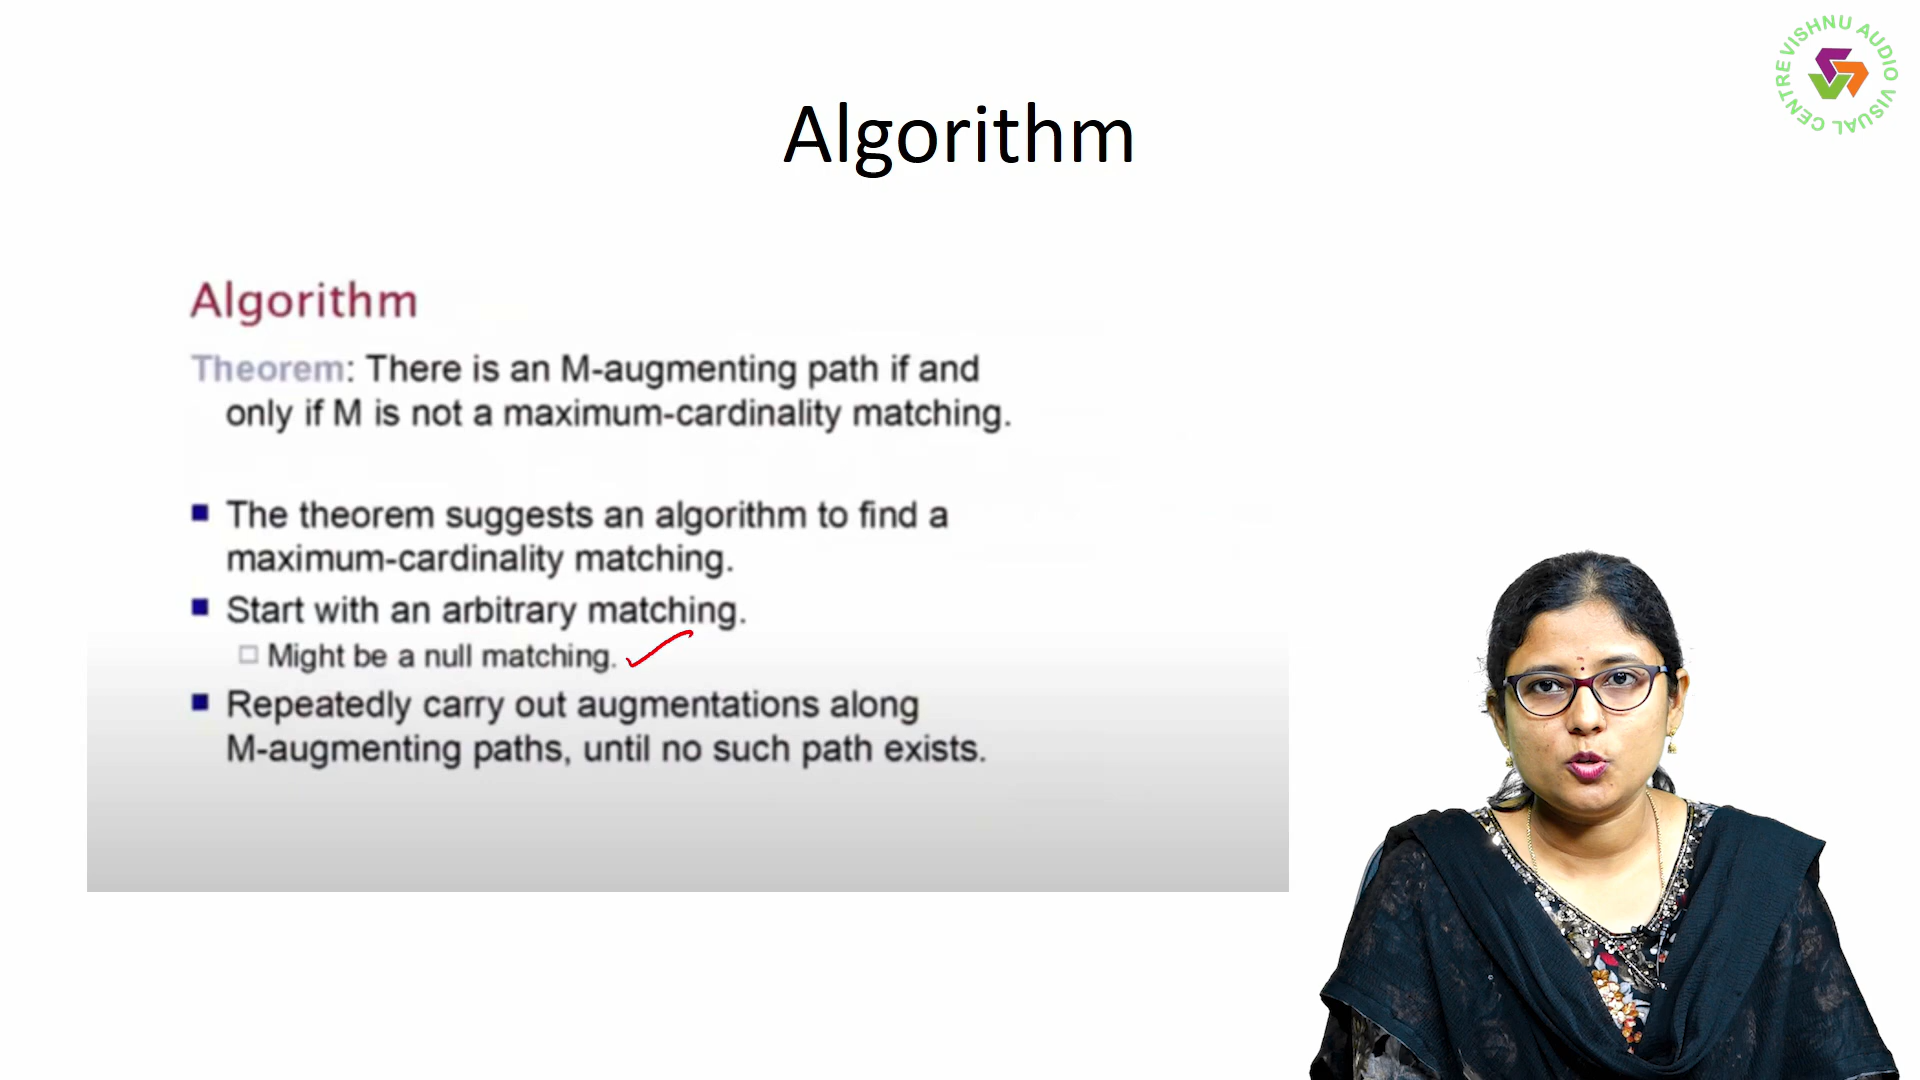 VISHNU AUDIO VISUAL CENTRE
Algorithm
Algorithm
Theorem: There is an M-augmenting path if and
only if M is not a maximum-cardinality matching.
The theorem suggests an algorithm to find a
maximum-cardinality matching.
Start with an arbitrary matching.
Might be a null matching.
Repeatedly carry out augmentations along
M-augmenting paths, until no such path exists.